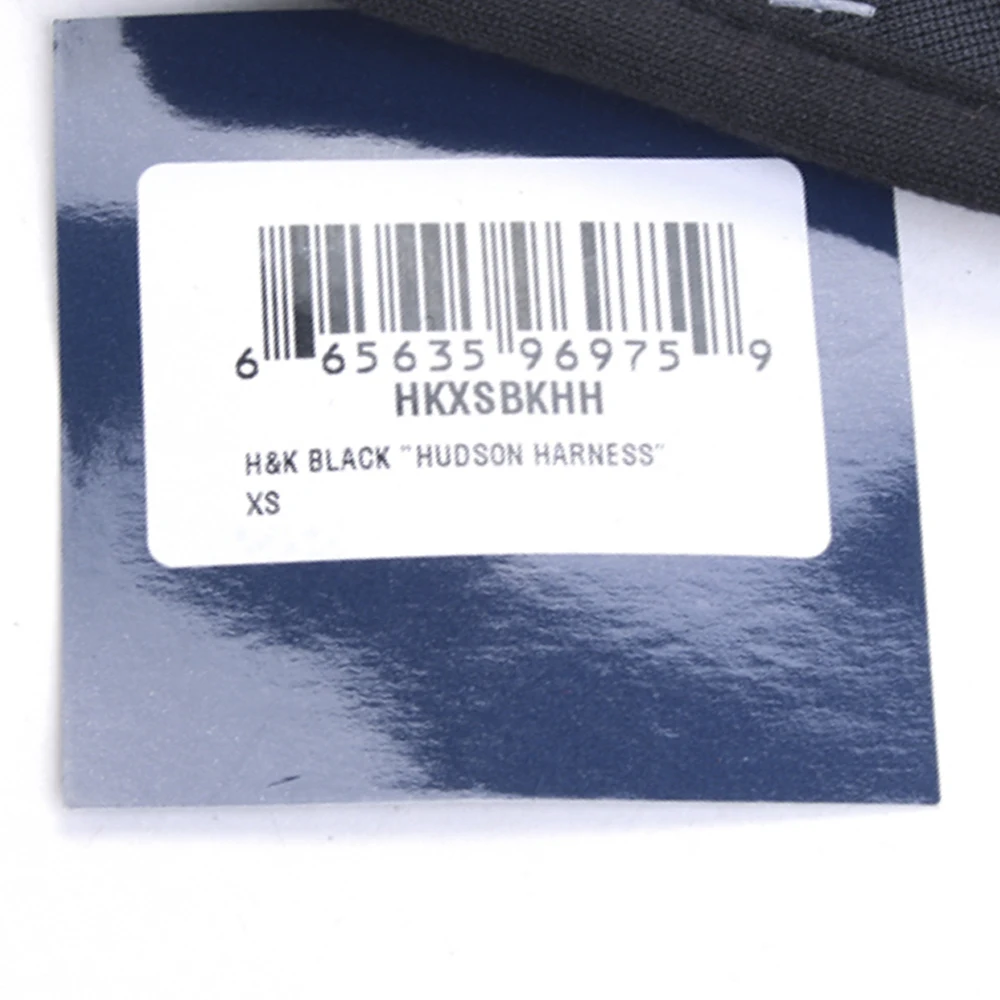 6 65635 96975 9
HKXSBKHH
H&K BLACK "HUDSON HARNESS"
XS